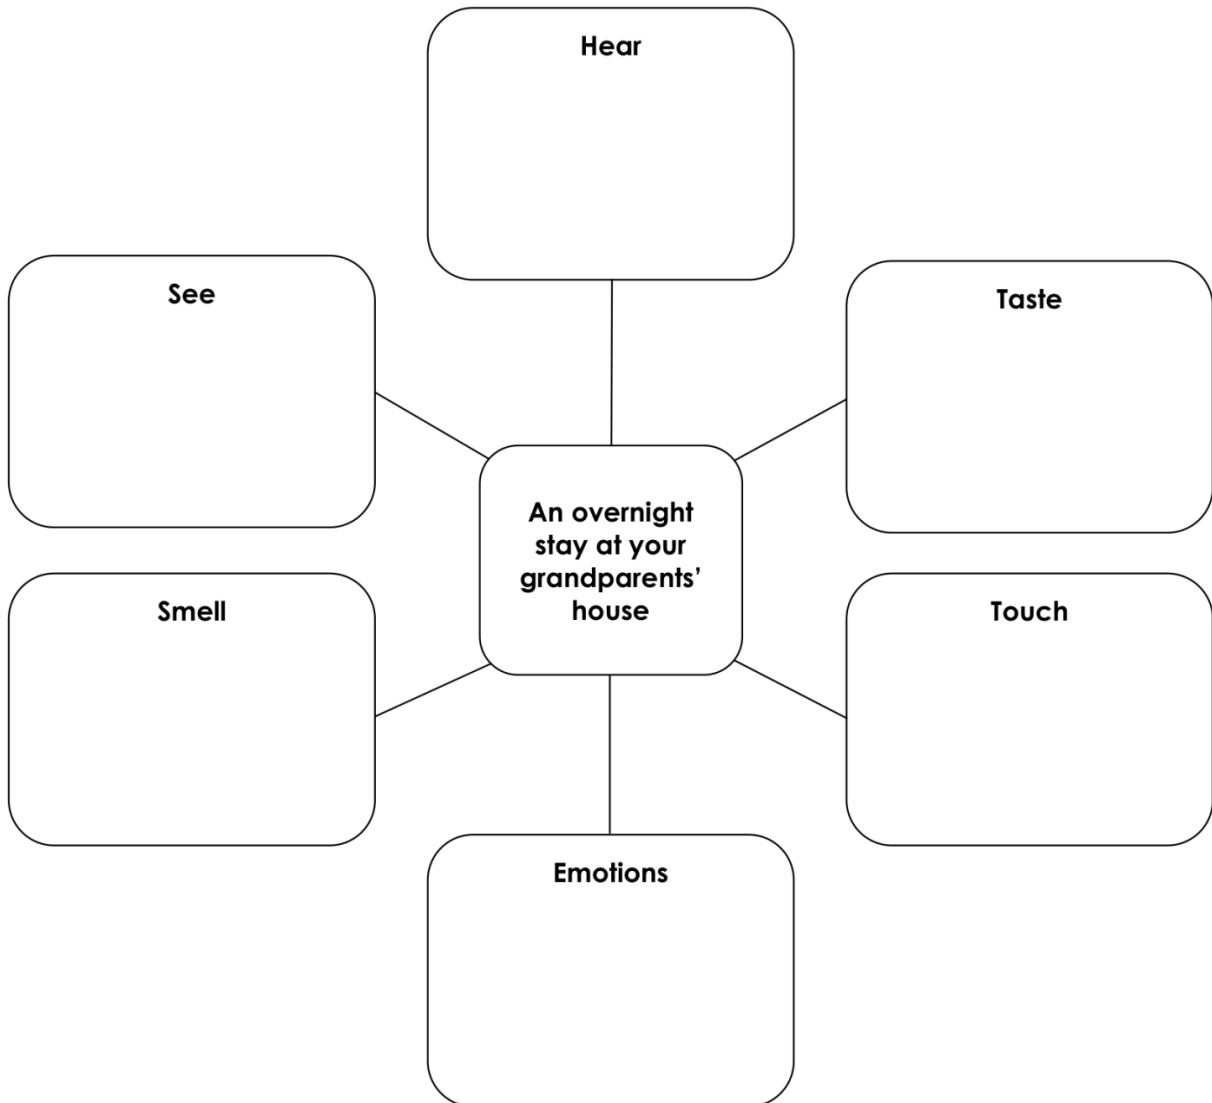 Hear
See
Taste
An overnight
stay at your
grandparents’
house
Smell
Touch
Emotions